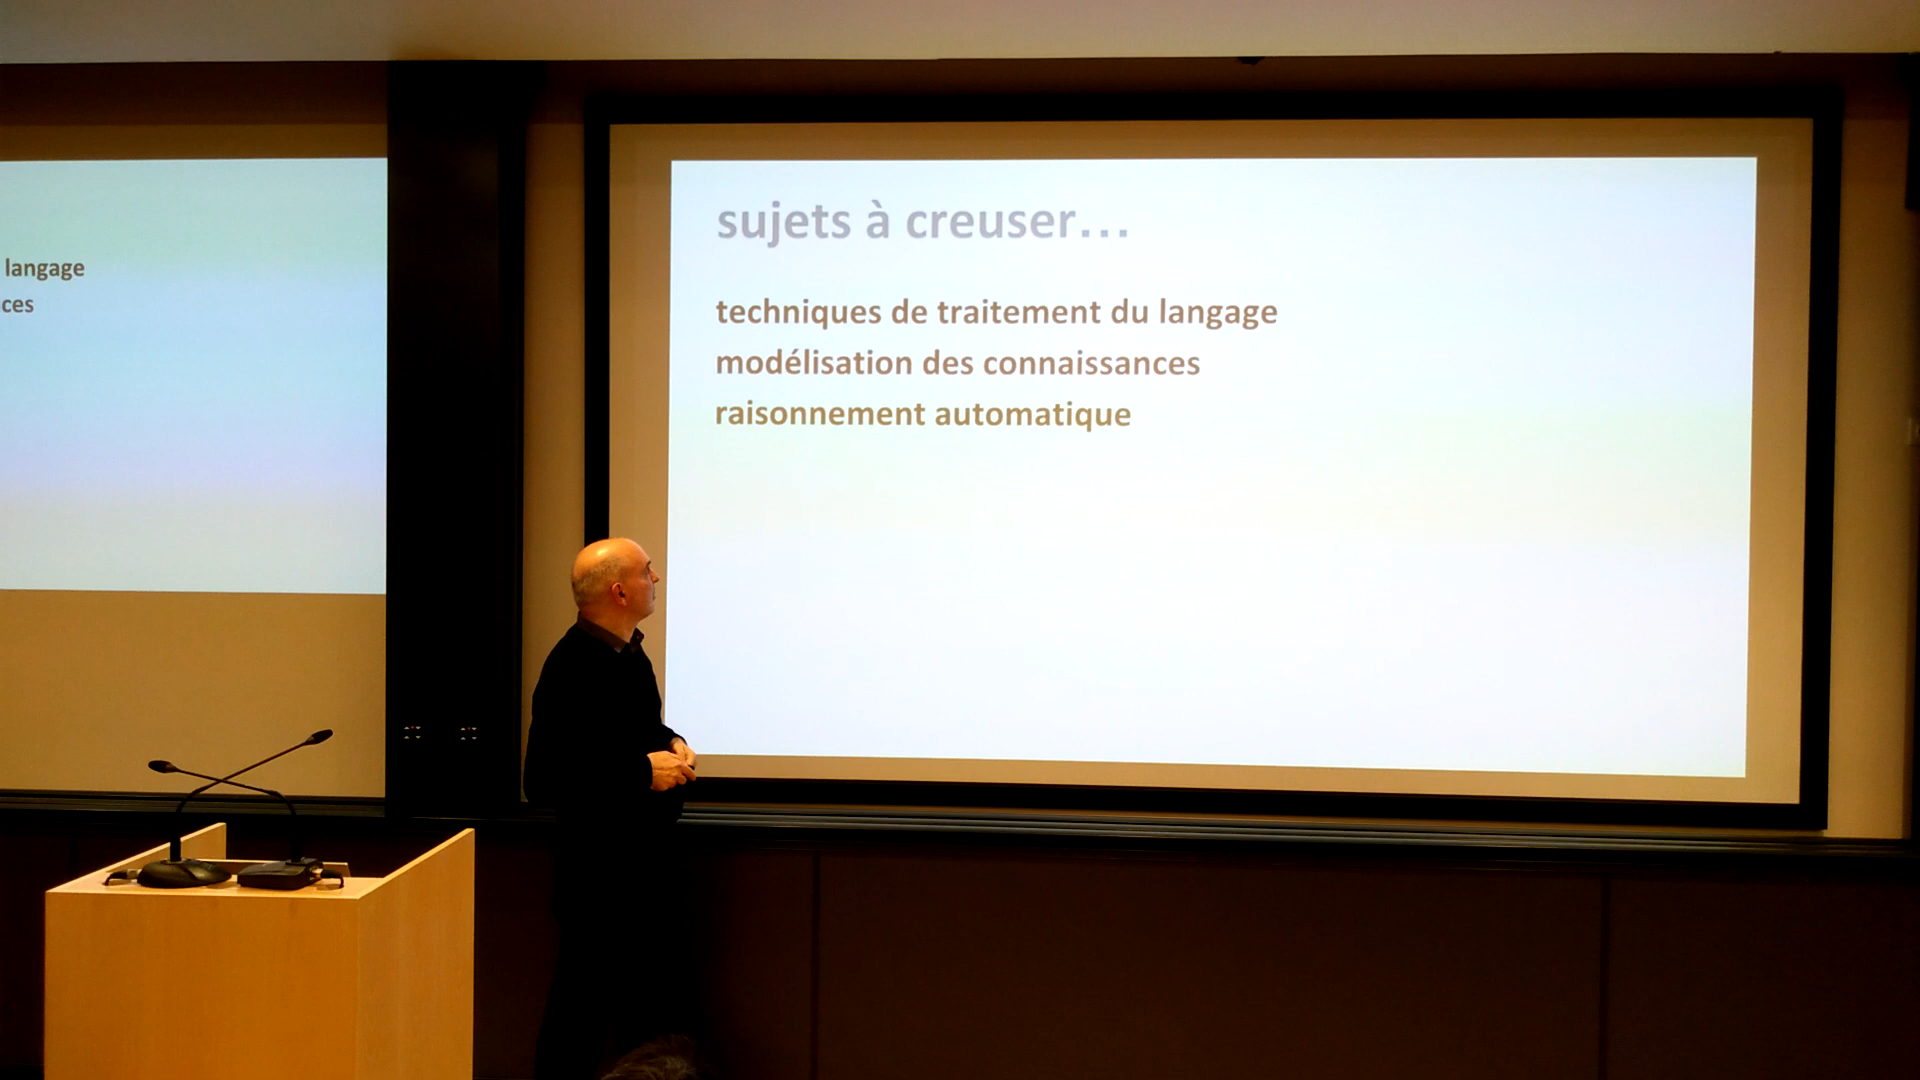 langage
ces
sujets à creuser...
techniques de traitement du langage
modélisation des connaissances
raisonnement automatique